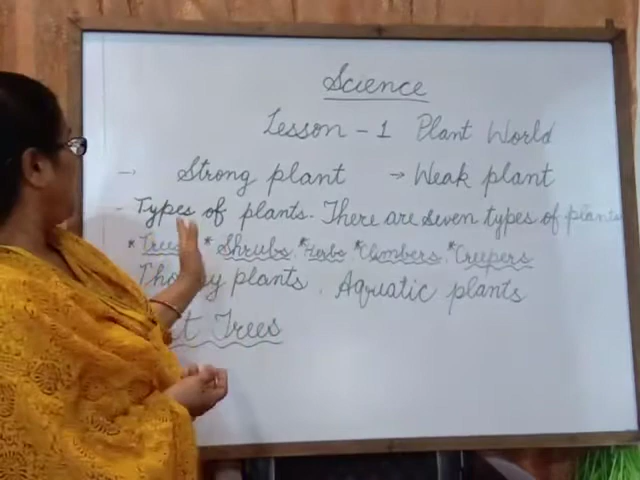 Science
Lesson - 1 Plant World
→ Strong plant → Weak plant
- Types of plants. There are seven types of plants
* Trees * Shrubs, * Herbs * Climbers, * Creepers
plants, Aquatic plants
Trees